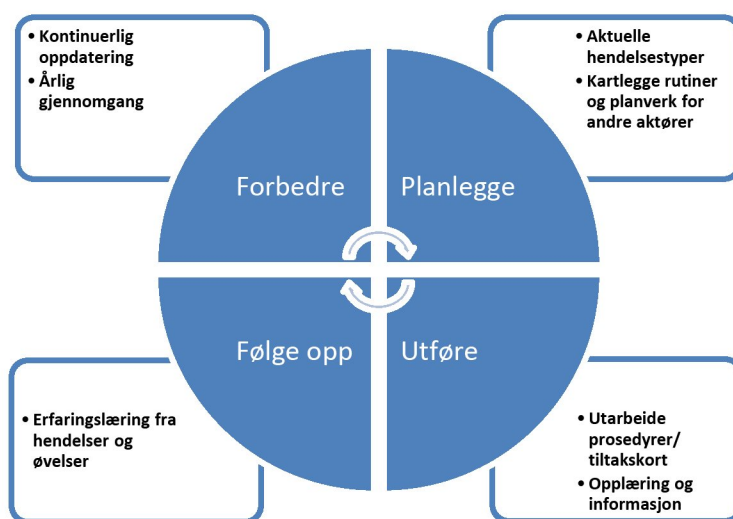 • Kontinuerlig
oppdatering
• Årlig
gjennomgang
• Aktuelle
hendelsestyper
• Kartlegge rutiner
og planverk for
andre aktører
Forbedre
Planlegge
Følge opp
Utføre
• Erfaringslæring fra
hendelser og
øvelser
• Utarbeide
prosedyrer/
tiltakskort
• Opplæring og
informasjon